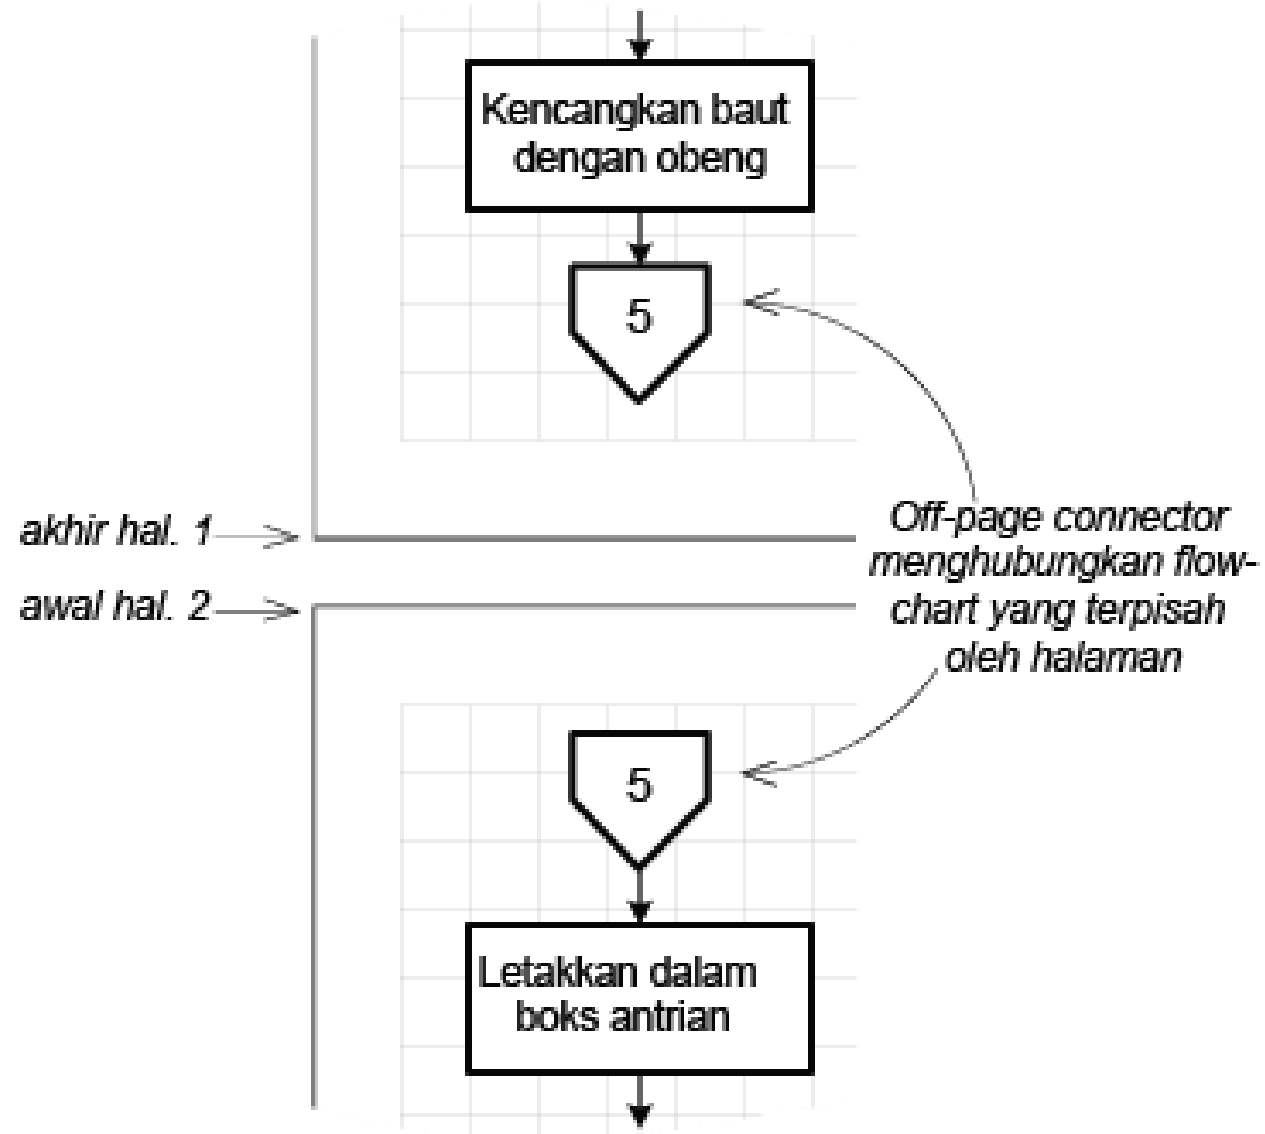 Kencangkan baut
dengan obeng
5
akhir hal. 1
awal hal. 2
Off-page connector
menghubungkan flow-
chart yang terpisah
oleh halaman
5
Letakkan dalam
boks antrian